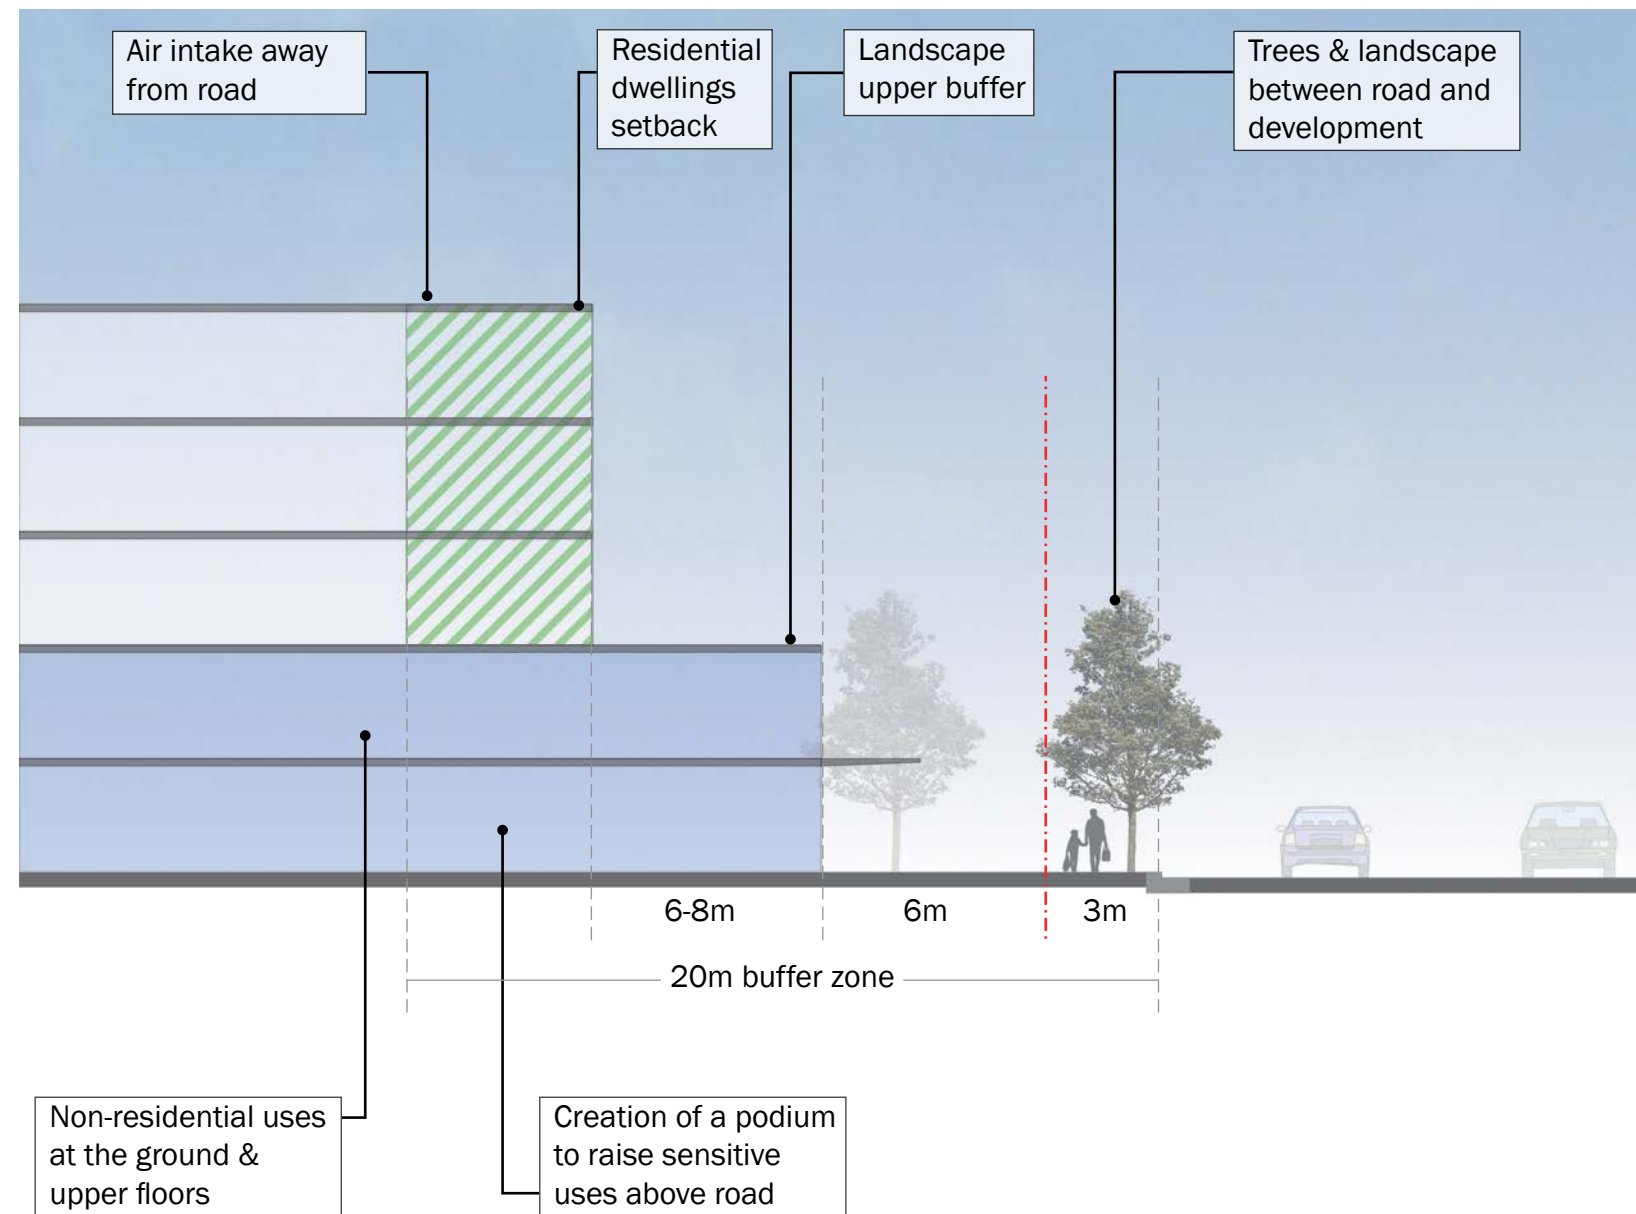 Air intake away
from road
Residential
dwellings
setback
Landscape
upper buffer
Trees & landscape
between road and
development
6-8m
6m
3m
20m buffer zone
Non-residential uses
at the ground &
upper floors
Creation of a podium
to raise sensitive
uses above road